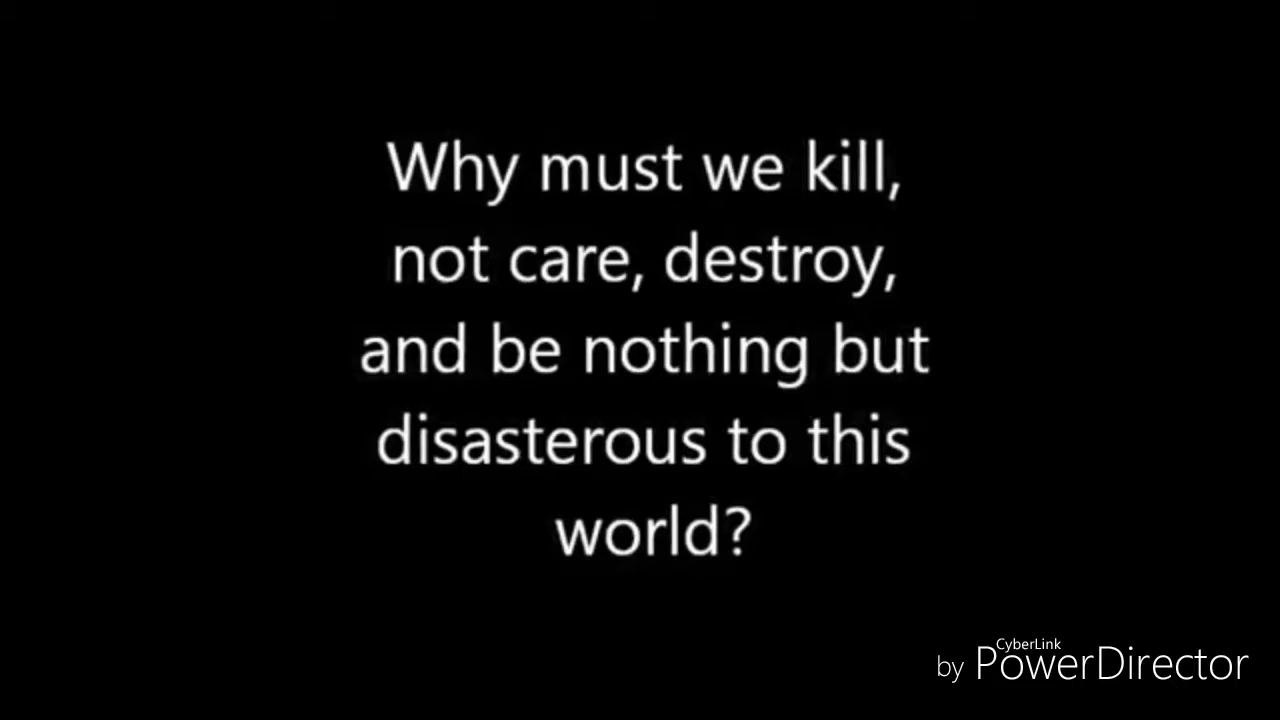 Why must we kill,
not care, destroy,
and be nothing but
disasterous to this
world?
CyberLink
by PowerDirector